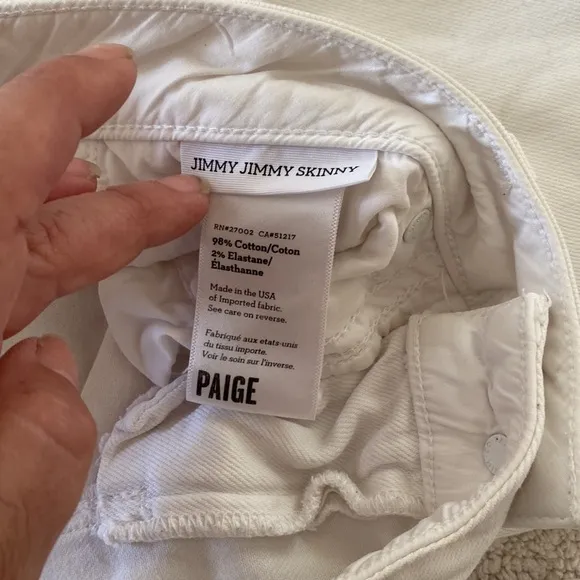 JIMMY JIMMY SKINNY
RN#27002 CA#51217
98% Cotton/Coton
2% Elastane/
Élasthanne
Made in the USA
of Imported fabric.
See care on reverse.
Fabriqué aux etats-unis
du tissu importe.
Voir le soin sur l'inverse.
PAIGE